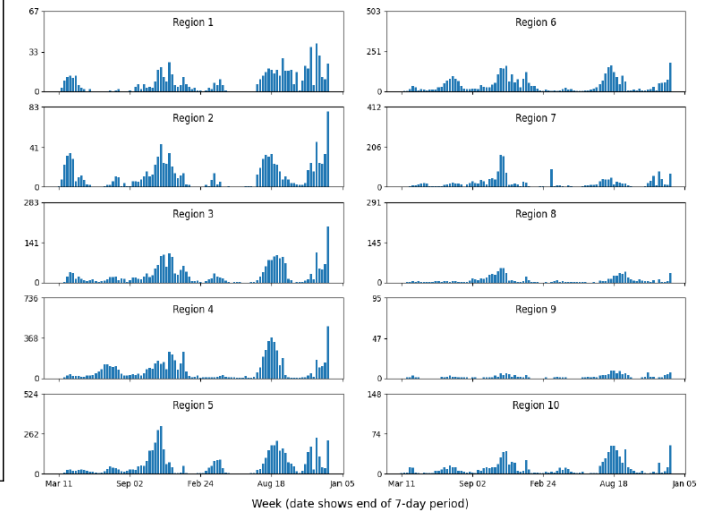 67
Region 1
33
0
83
Region 2
41
0
283
Region 3
141
0
736
Region 4
368
0
524
Region 5
262
0
Mar 11 Sep 02 Feb 24 Aug 18 Jan 05
503
Region 6
251
0
412
Region 7
206
0
291
Region 8
145
0
95
Region 9
47
0
148
Region 10
74
0
Mar 11 Sep 02 Feb 24 Aug 18 Jan 05
Week (date shows end of 7-day period)